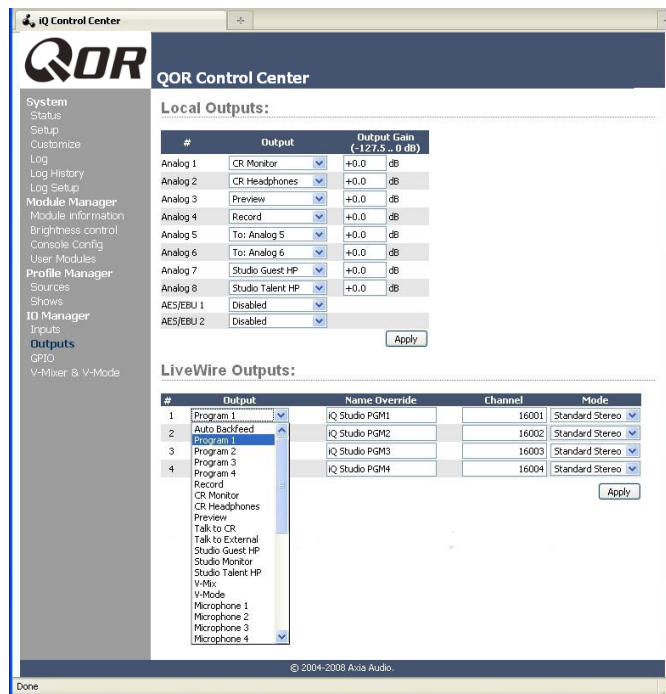 iQ Control Center
QOR
QOR Control Center
System
Status
Setup
Customize
Log
Log History
Log Setup
Module Manager
Module information
Brightness control
Console Config
User Modules
Profile Manager
Sources
Shows
IO Manager
Inputs
Outputs
GPIO
V-Mixer & V-Mode
Local Outputs:
# Output Output Gain
(-127.5 .. 0 dB)
Analog 1 CR Monitor +0.0 dB
Analog 2 CR Headphones +0.0 dB
Analog 3 Preview +0.0 dB
Analog 4 Record +0.0 dB
Analog 5 To: Analog 5 +0.0 dB
Analog 6 To: Analog 6 +0.0 dB
Analog 7 Studio Guest HP +0.0 dB
Analog 8 Studio Talent HP +0.0 dB
AES/EBU 1 Disabled
AES/EBU 2 Disabled
Apply
LiveWire Outputs:
# Output Name Override Channel Mode
1 Program 1 iQ Studio PGM1 16001 Standard Stereo
2 iQ Studio PGM2 16002 Standard Stereo
3 iQ Studio PGM3 16003 Standard Stereo
4 iQ Studio PGM4 16004 Standard Stereo
Apply
Auto Backfeed
Program 1
Program 2
Program 3
Program 4
Record
CR Monitor
CR Headphones
Preview
Talk to CR
Talk to External
Studio Guest HP
Studio Monitor
Studio Talent HP
V-Mix
V-Mode
Microphone 1
Microphone 2
Microphone 3
Microphone 4
© 2004-2008 Axia Audio.
Done